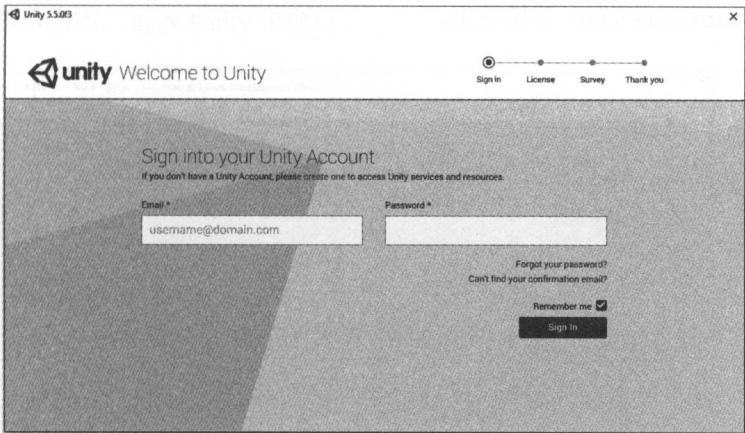 Unity 5.5.0f3
unity Welcome to Unity
Sign in License Survey Thank you
Sign into your Unity Account
If you don't have a Unity Account, please create one to access Unity services and resources.
Email * Password *
username@domain.com
Forgot your password?
Can't find your confirmation email?
Remember me
Sign In